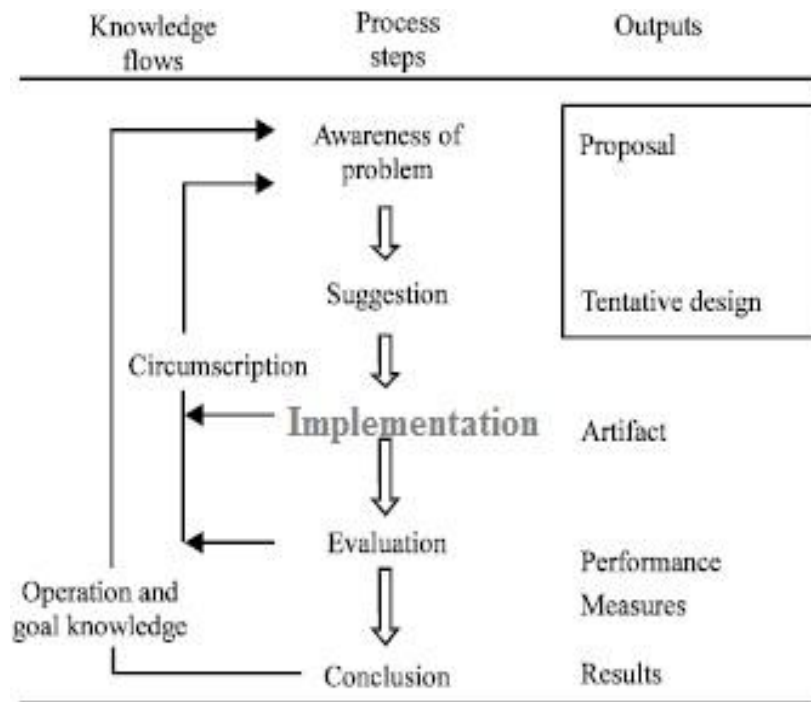 Knowledge
flows
Process
steps
Outputs
Awareness of
problem
Proposal
Suggestion
Tentative design
Circumscription
Implementation
Artifact
Evaluation
Performance
Measures
Operation and
goal knowledge
Conclusion
Results